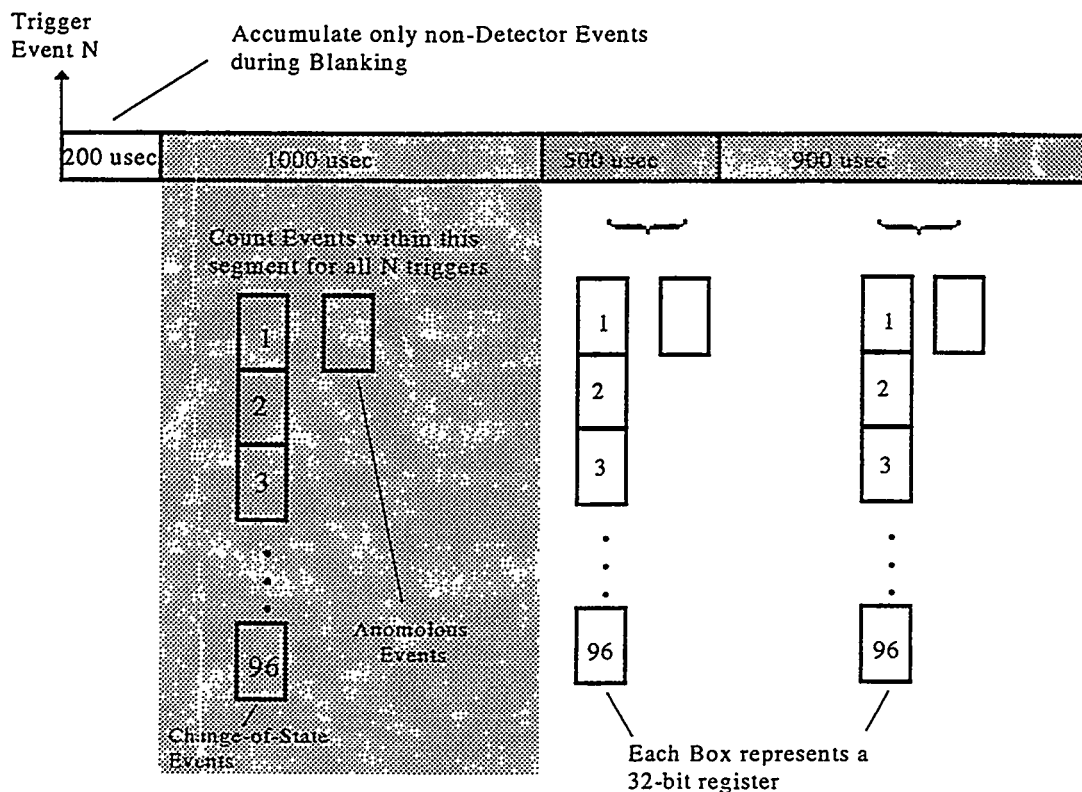 Trigger
Event N
Accumulate only non-Detector Events
during Blanking
200 usec
1000 usec
500 usec
900 usec
Count Events within this
segment for all N triggers
1
2
3
96
Anomolous
Events
Change-of-State
Events
1
2
3
96
1
2
3
96
Each Box represents a
32-bit register